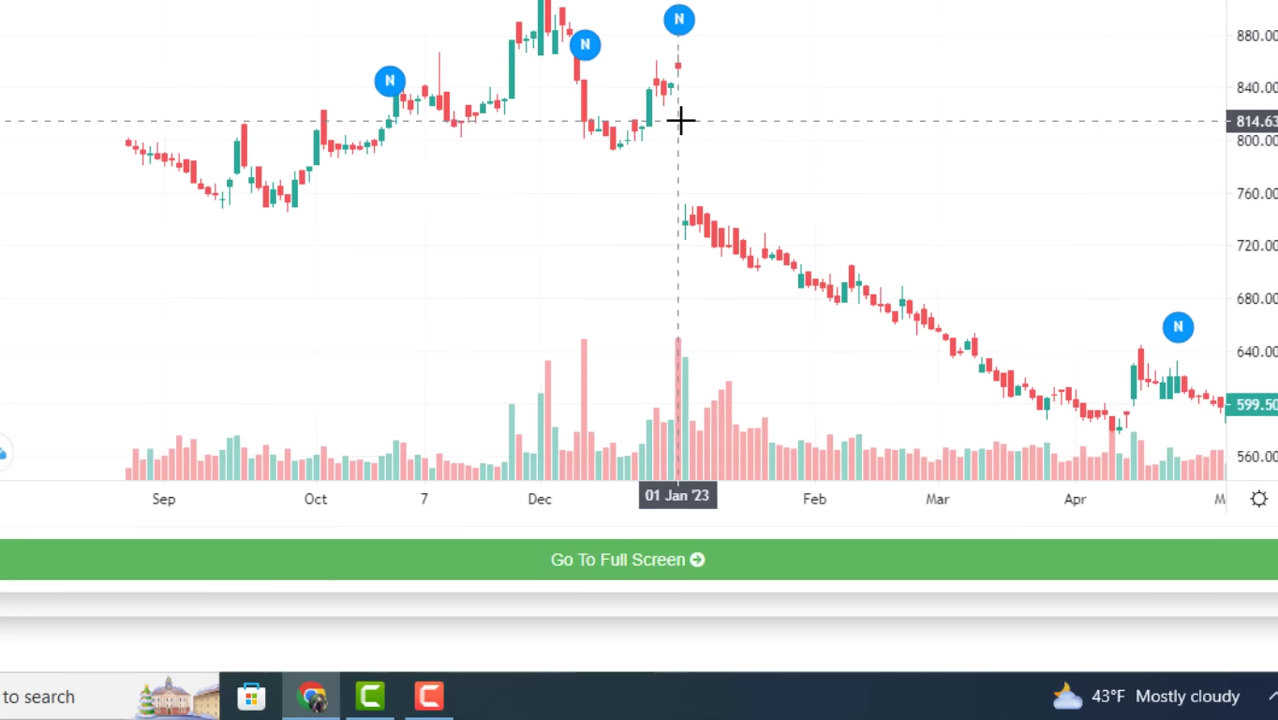 N
880.00
N
840.00
N
814.63
800.00
760.00
720.00
680.00
N
640.00
599.50
560.00
Sep Oct 7 Dec 01 Jan '23 Feb Mar Apr M
Go To Full Screen
to search
43°F Mostly cloudy